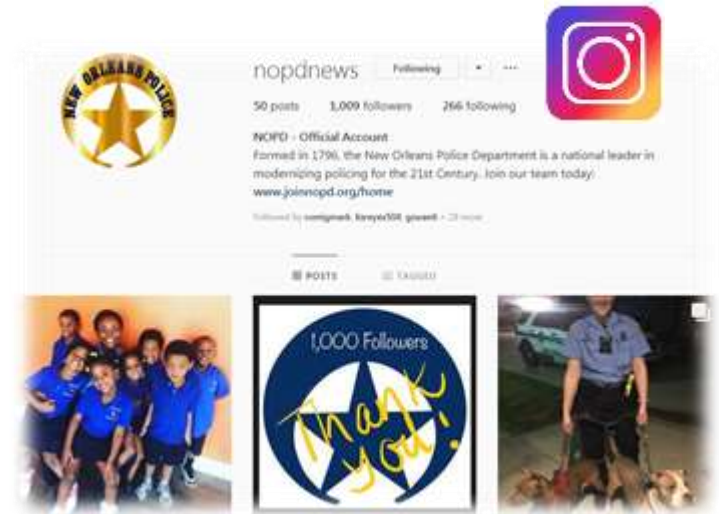 NEW ORLEANS POLICE
nopdnews Following ...
50 posts 1,009 followers 266 following
NOPD - Official Account
Formed in 1796, the New Orleans Police Department is a national leader in
modernizing policing for the 21st Century. Join our team today:
www.joinnopd.org/home
Followed by
POSTS TAGGED
1,000 Followers
Thank
you!